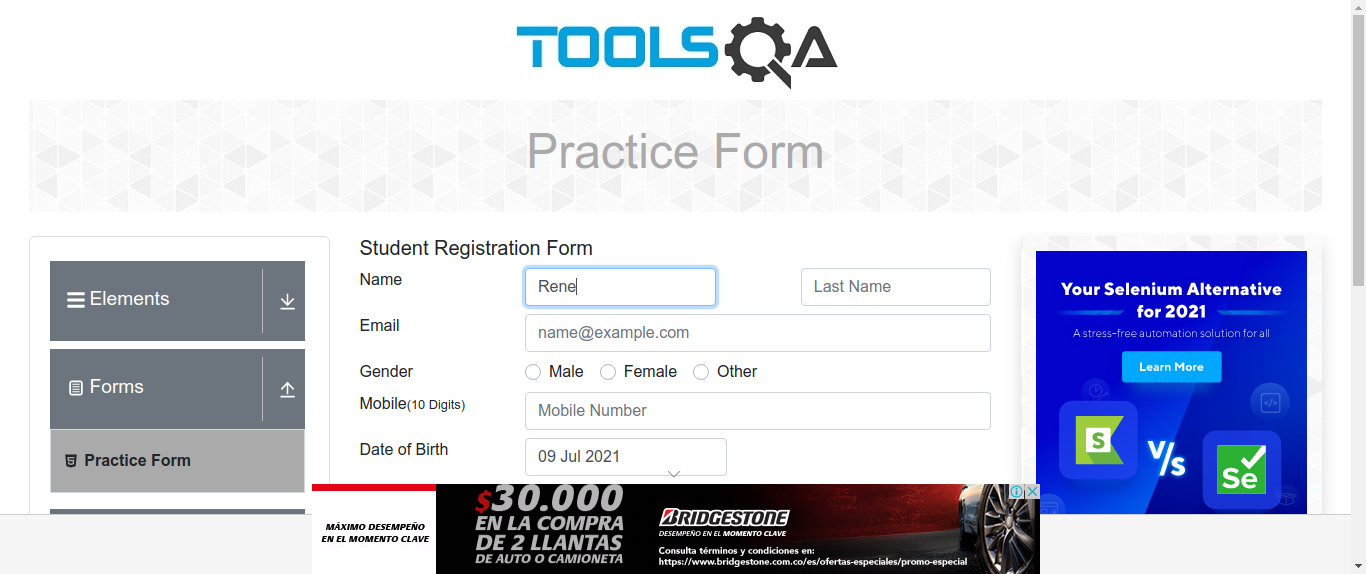 TOOLSQA
Practice Form
Elements
Forms
Practice Form
Student Registration Form
Name
Rene
Last Name
Email
name@example.com
Gender
Male
Female
Other
Mobile(10 Digits)
Mobile Number
Date of Birth
09 Jul 2021
Your Selenium Alternative
for 2021
A stress-free automation solution for all
Learn More
S
V/s
Se
MÁXIMO DESEMPEÑO
EN EL MOMENTO CLAVE
$30.000
EN LA COMPRA
DE 2 LLANTAS
DE AUTO O CAMIONETA
BRIDGESTONE
DESEMPEÑO EN EL MOMENTO CLAVE
Consulta términos y condiciones en:
https://www.bridgestone.com.co/es/ofertas-especiales/promo-especial